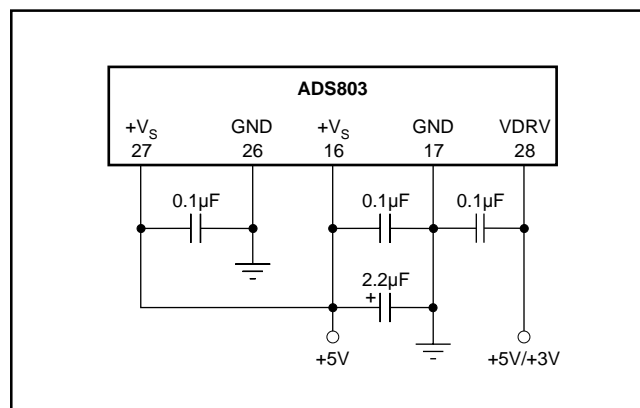 ADS803
+VS GND +VS GND VDRV
27 26 16 17 28
0.1µF 0.1µF 0.1µF
2.2µF
+
+5V +5V/+3V